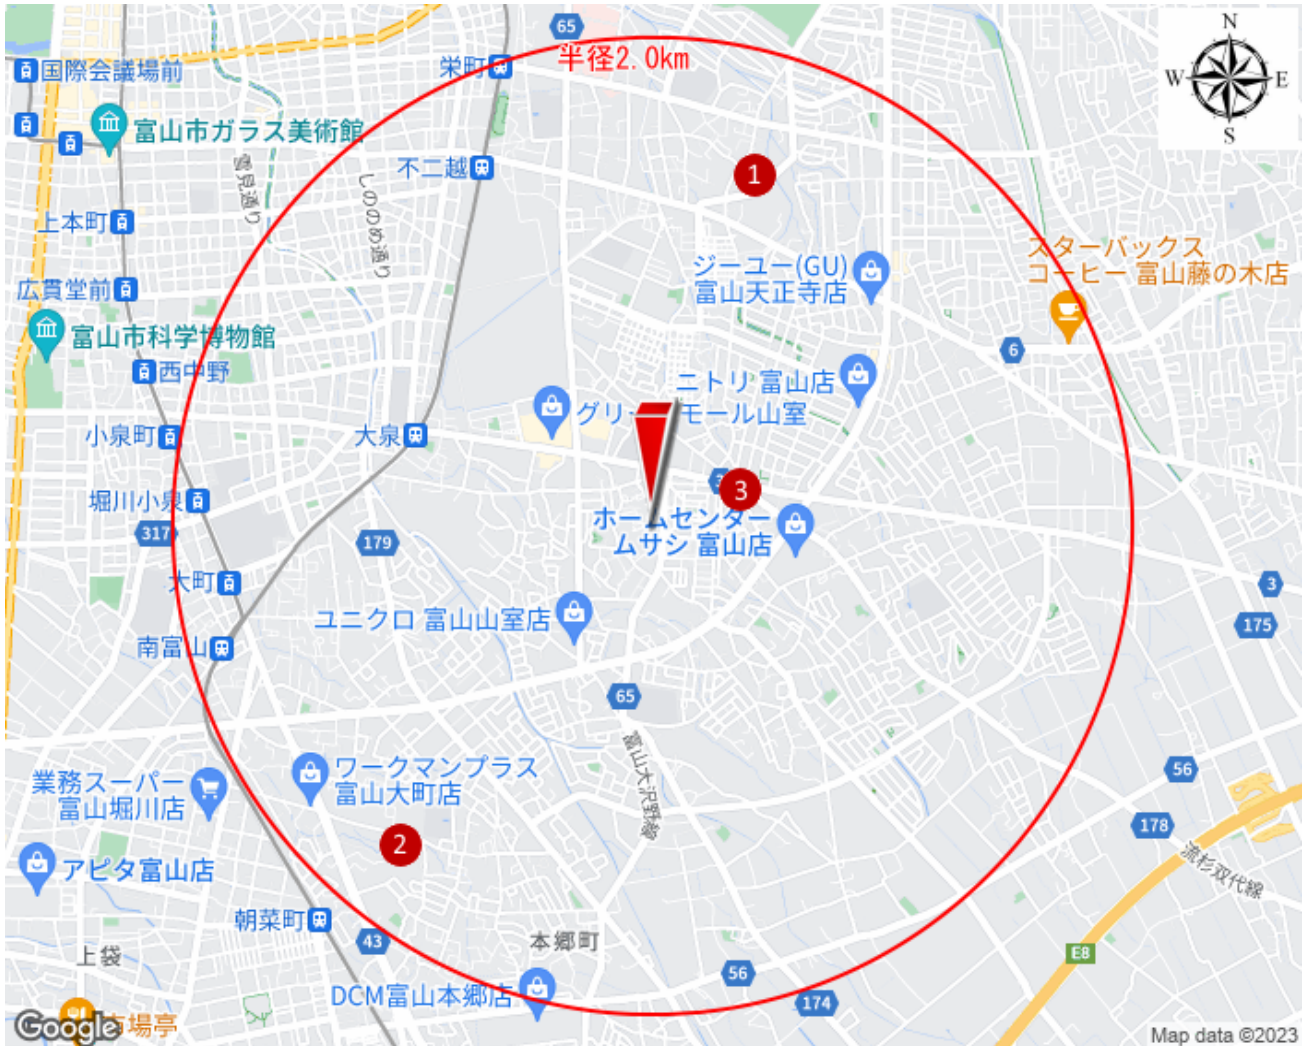 65
N
W
E
S
半径2.0km
栄町
国際会議場前
富山市ガラス美術館
不二越
1
雪見通り
しののめ通り
上本町
スターバックス
コーヒー 富山藤の木店
ジーユー(GU)
富山天正寺店
広貫堂前
富山市科学博物館
6
西中野
ニトリ 富山店
グリ
モール山室
小泉町
大泉
3
堀川小泉
ホームセンター
ムサシ 富山店
317
179
大町
3
ユニクロ 富山山室店
175
南富山
65
富山大沢野線
ワークマンプラス
富山大町店
業務スーパー
富山堀川店
56
178
2
流杉双代線
アピタ富山店
朝菜町
43
本郷町
上袋
E8
56
DCM富山本郷店
174
市場亭
Google
Map data ©2023